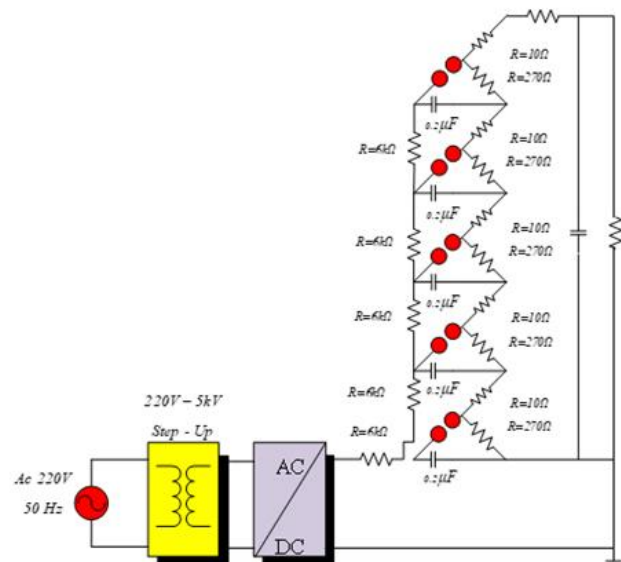 R=10Ω
R=270Ω
0.2μF
R=6kΩ
R=10Ω
R=270Ω
0.2μF
R=6kΩ
R=10Ω
R=270Ω
0.2μF
R=6kΩ
R=10Ω
R=270Ω
0.2μF
R=6kΩ
220V-5kV
Step - Up
R=10Ω
R=270Ω
R=6kΩ
0.2μF
Ac 220V
50 Hz
AC
DC